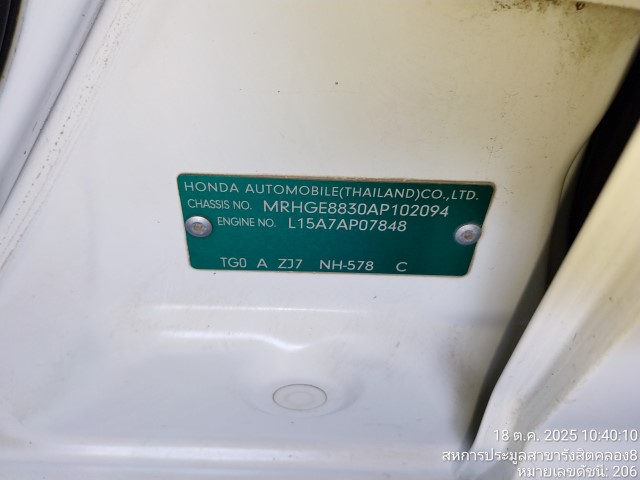 HONDA AUTOMOBILE(THAILAND)CO.,LTD.
CHASSIS NO. MRHGE8830AP102094
ENGINE NO. L15A7AP07848
TG0 A ZJ7 NH-578 C
18 ต.ค. 2025 10:40:10
สหการประมูลสาขารังสิตคลอง8
หมายเลขดัชนี: 206